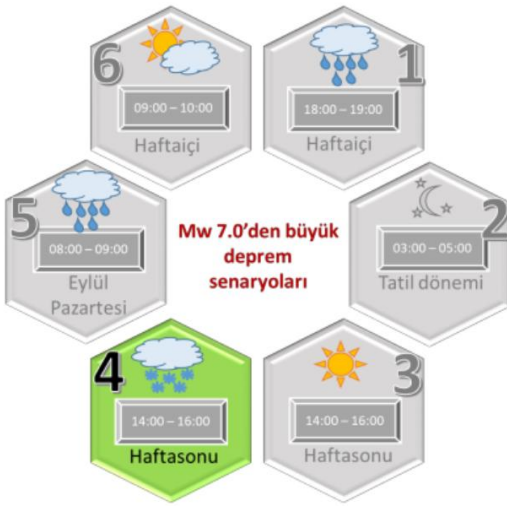 6
09:00 – 10:00
Haftaiçi
1
18:00 – 19:00
Haftaiçi
5
08:00 – 09:00
Eylül
Pazartesi
Mw 7.0’den büyük
deprem
senaryoları
2
03:00 – 05:00
Tatil dönemi
4
14:00 – 16:00
Haftasonu
3
14:00 – 16:00
Haftasonu